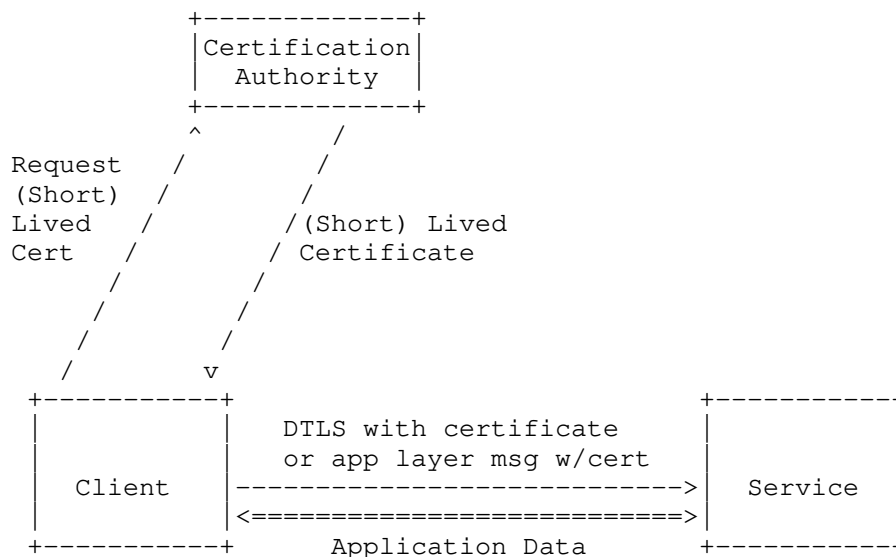 Certification
Authority
Request
(Short)
Lived
Cert
(Short) Lived
Certificate
DTLS with certificate
or app layer msg w/cert
Client
Service
Application Data